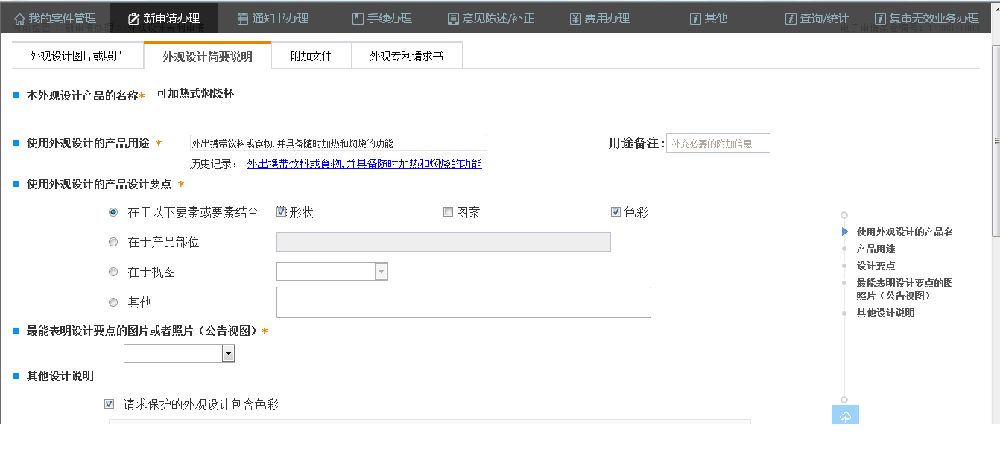 我的案件管理 新申请办理 通知书办理 手续办理 意见陈述/补正 费用办理 其他 查询/统计 复审无效业务办理
外观设计图片或照片 外观设计简要说明 附加文件 外观专利请求书
本外观设计产品的名称* 可加热式焖烧杯
使用外观设计的产品用途 * 外出携带饮料或食物,并具备随时加热和焖烧的功能 用途备注: 补充必要的附加信息
历史记录： 外出携带饮料或食物,并具备随时加热和焖烧的功能 |
使用外观设计的产品设计要点 *
在于以下要素或要素结合 形状 图案 色彩
在于产品部位
在于视图
其他
最能表明设计要点的图片或者照片（公告视图）*
其他设计说明
请求保护的外观设计包含色彩
使用外观设计的产品名
产品用途
设计要点
最能表明设计要点的图
照片（公告视图）
其他设计说明